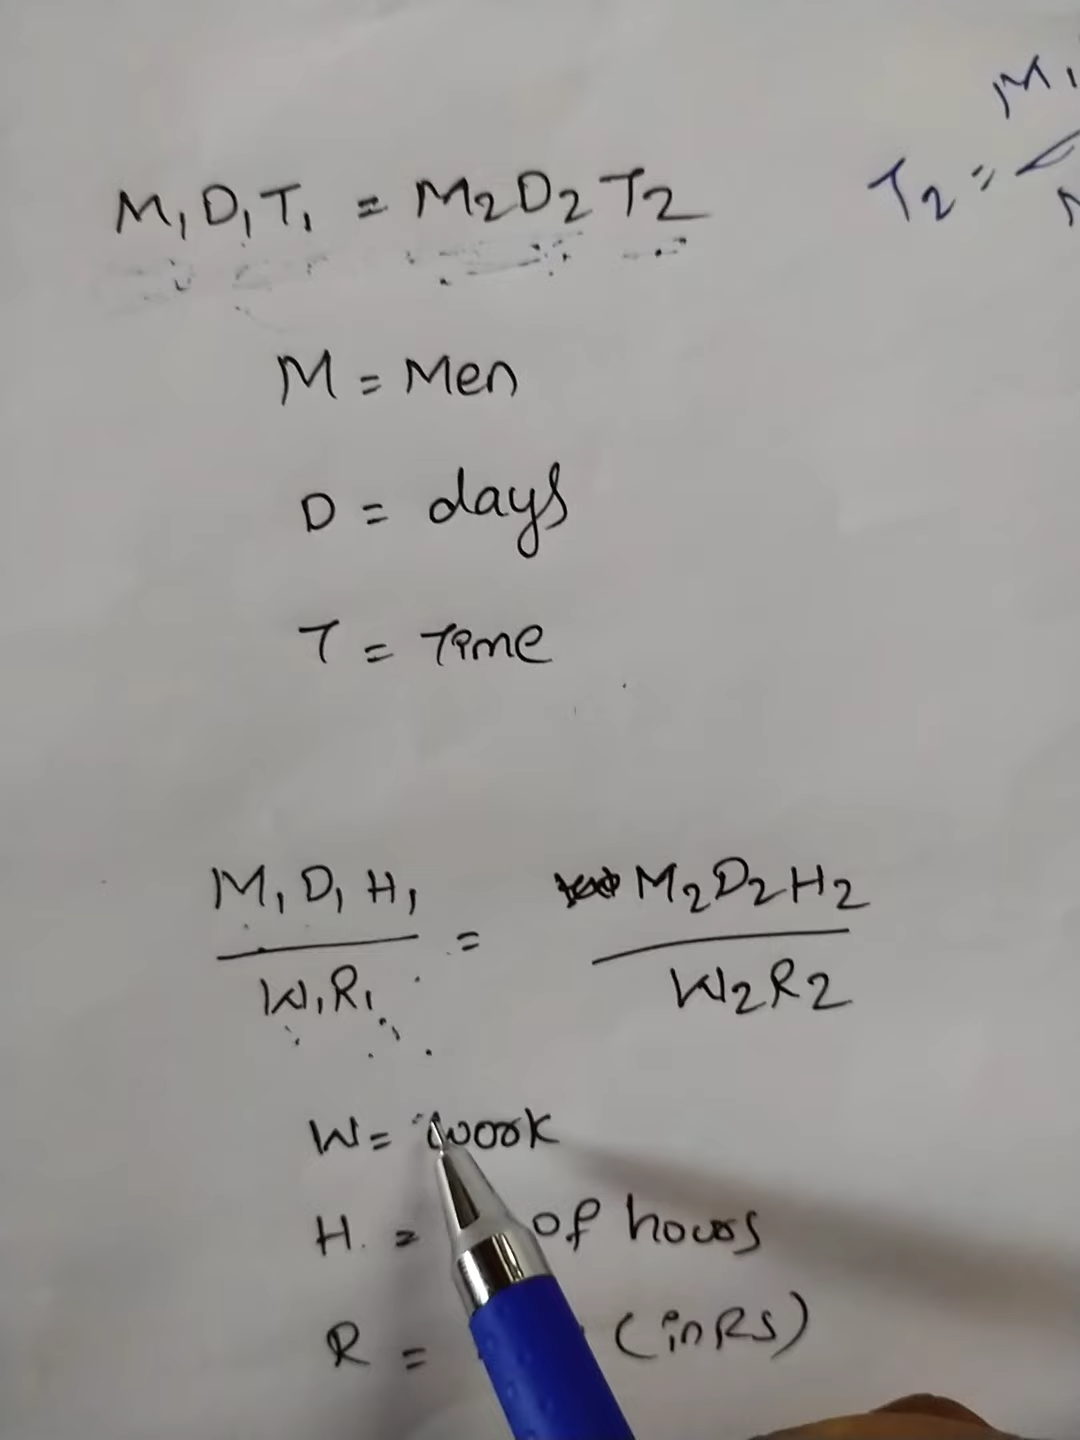 M₁D₁T₁ = M₂D₂T₂
T₂ =
M = Men
D = days
T = Time
M₁D₁H₁ / W₁R₁ = M₂D₂H₂ / W₂R₂
W = work
H = of hours
R = (in Rs)